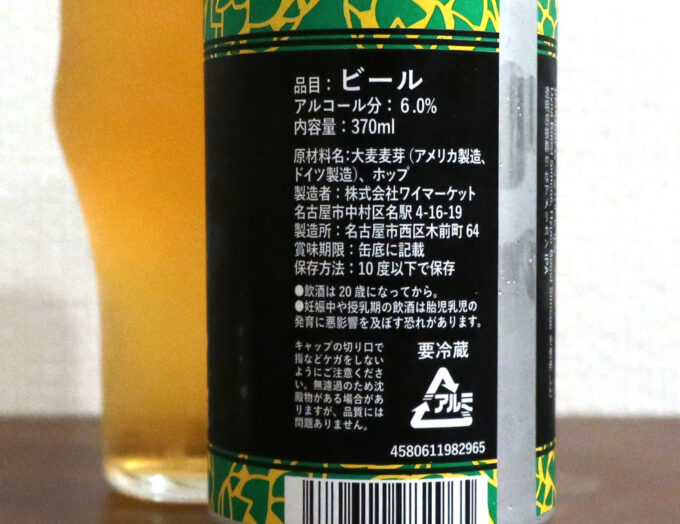 品目：ビール
アルコール分：6.0%
内容量：370ml
原材料名：大麦麦芽（アメリカ製造、
ドイツ製造）、ホップ
製造者：株式会社ワイマーケット
名古屋市中村区名駅4-16-19
製造所：名古屋市西区木前町64
賞味期限：缶底に記載
保存方法：10度以下で保存
●飲酒は20歳になってから。
●妊娠中や授乳期の飲酒は胎児乳児の
発育に悪影響を及ぼす恐れがあります。
キャップの切り口で
指などケガをしない
ようにご注意くださ
い。無濾過のため沈
殿物がある場合があ
りますが、品質には
問題ありません。
要冷蔵
アルミ
4580611982965